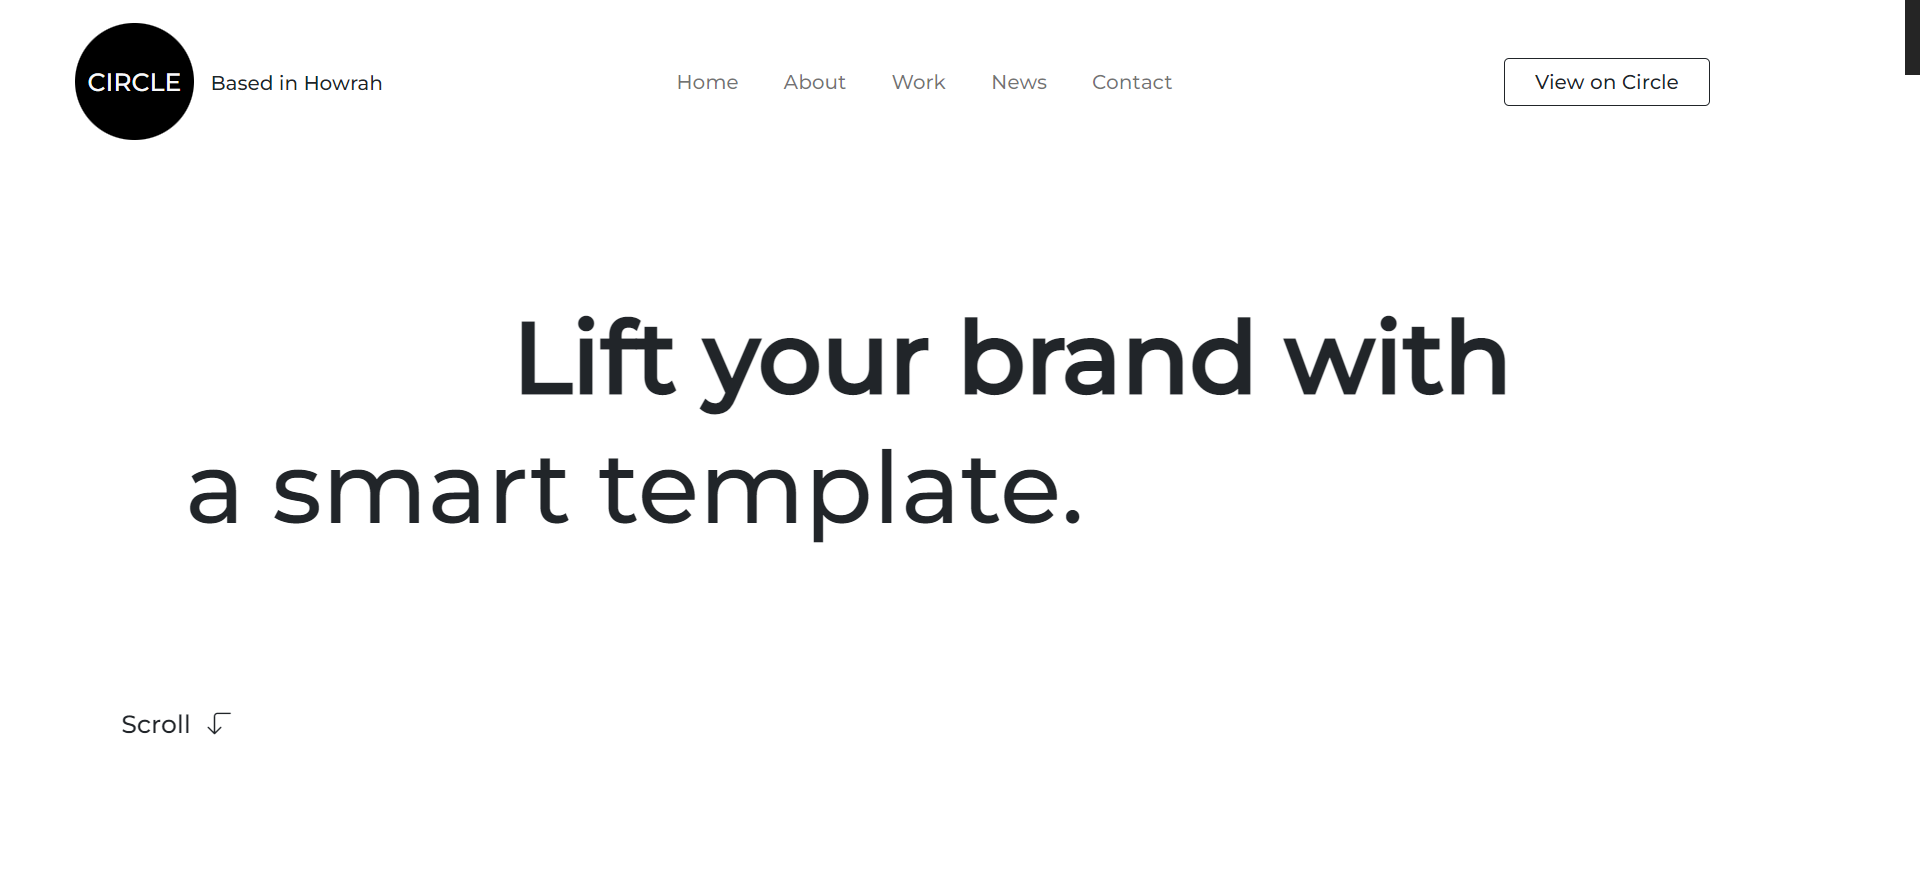 CIRCLE
Based in Howrah
Home
About
Work
News
Contact
View on Circle
Lift your brand with
a smart template.
Scroll